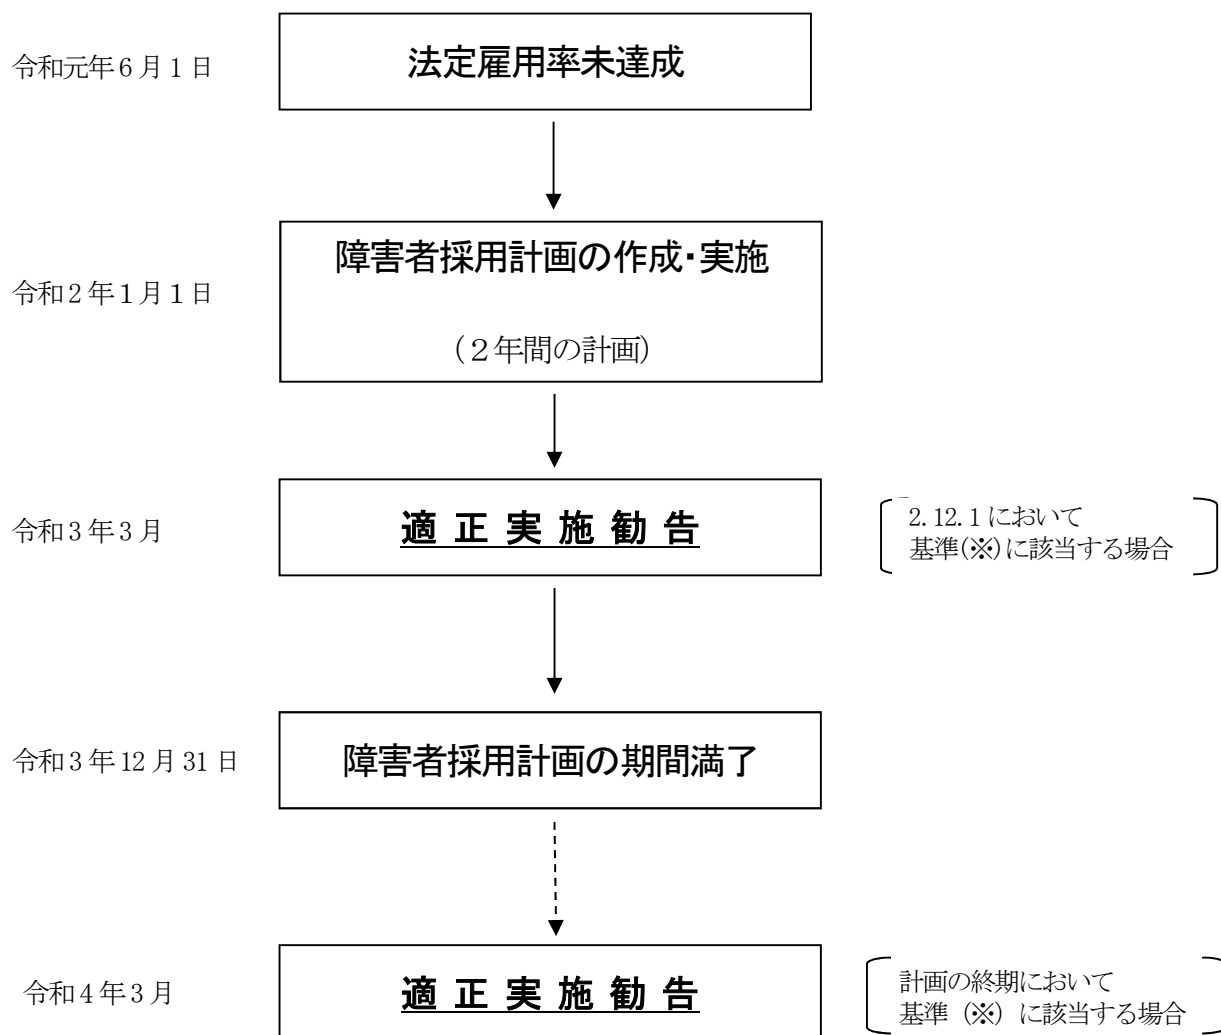 令和元年6月1日
法定雇用率未達成
令和2年1月1日
障害者採用計画の作成・実施
（２年間の計画）
令和3年3月
適 正 実 施 勧 告
2.12.1において
基準(※)に該当する場合
令和3年12月31日
障害者採用計画の期間満了
令和4年3月
適 正 実 施 勧 告
計画の終期において
基準（※）に該当する場合